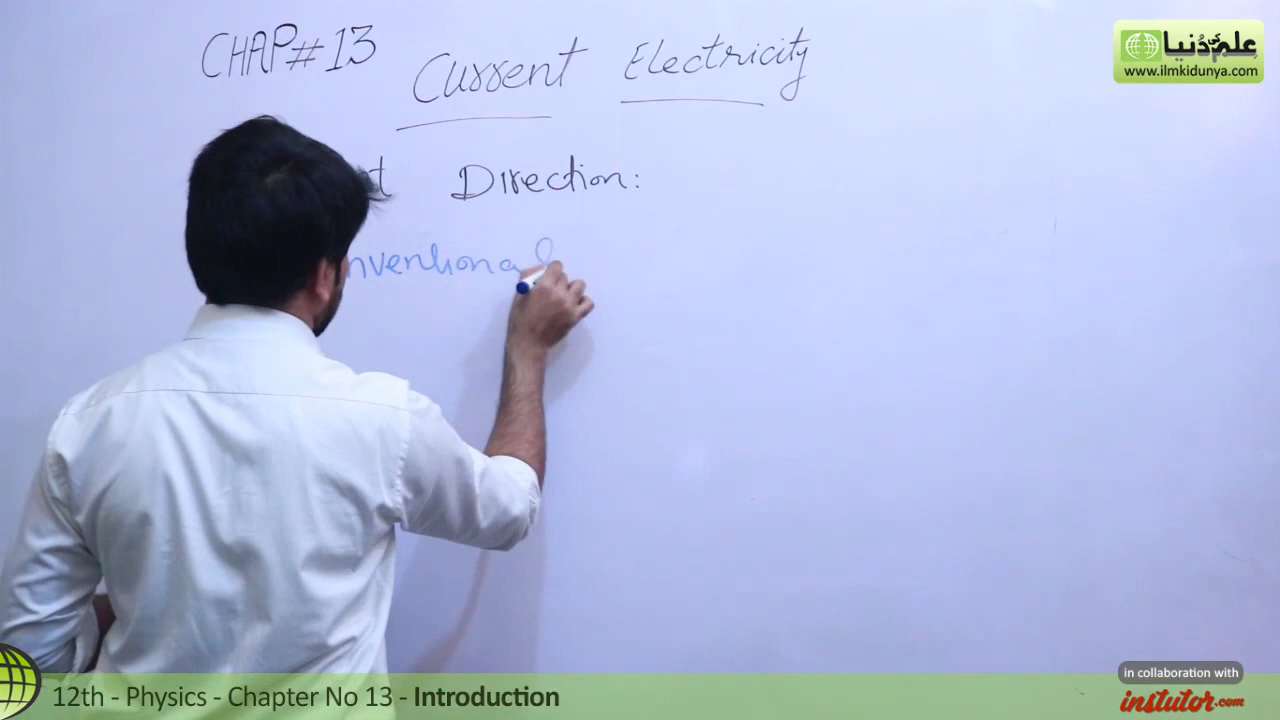 CHAP#13
Current Electricity
t Direction:
nventional
علم کی دُنیا
www.ilmkidunya.com
in collaboration with
instutor.com
12th - Physics - Chapter No 13 - Introduction